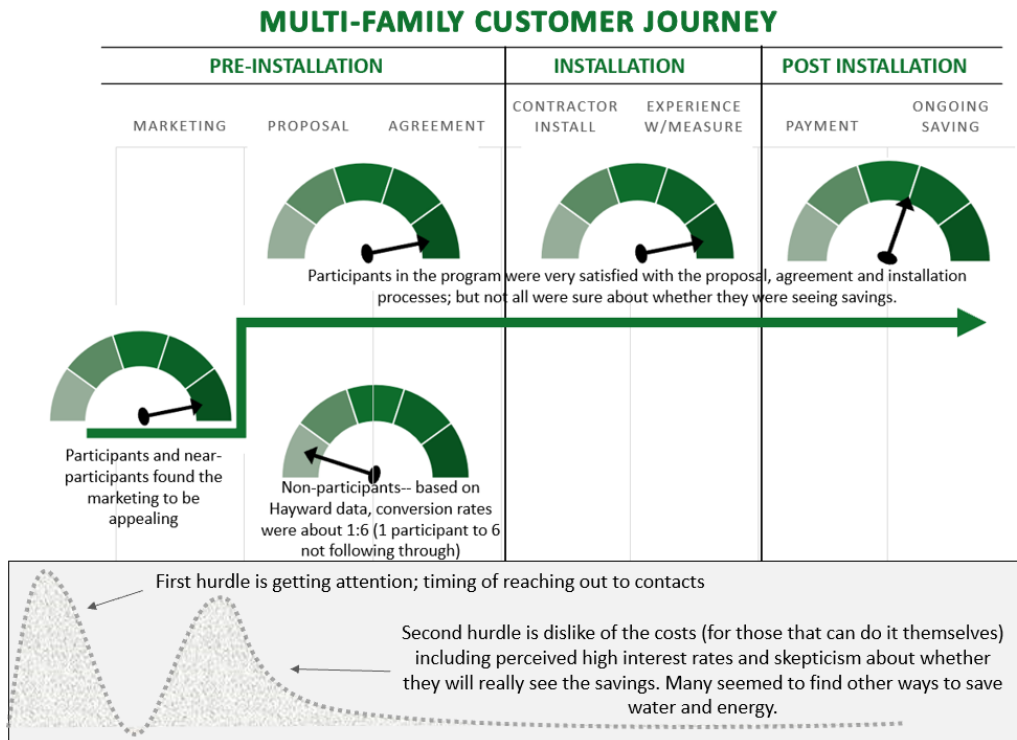 MULTI-FAMILY CUSTOMER JOURNEY
PRE-INSTALLATION
INSTALLATION
POST INSTALLATION
MARKETING
PROPOSAL
AGREEMENT
CONTRACTOR
INSTALL
EXPERIENCE
W/MEASURE
PAYMENT
ONGOING
SAVING
Participants in the program were very satisfied with the proposal, agreement and installation
processes; but not all were sure about whether they were seeing savings.
Participants and near-
participants found the
marketing to be
appealing
Non-participants-- based on
Hayward data, conversion rates
were about 1:6 (1 participant to 6
not following through)
First hurdle is getting attention; timing of reaching out to contacts
Second hurdle is dislike of the costs (for those that can do it themselves)
including perceived high interest rates and skepticism about whether
they will really see the savings. Many seemed to find other ways to save
water and energy.